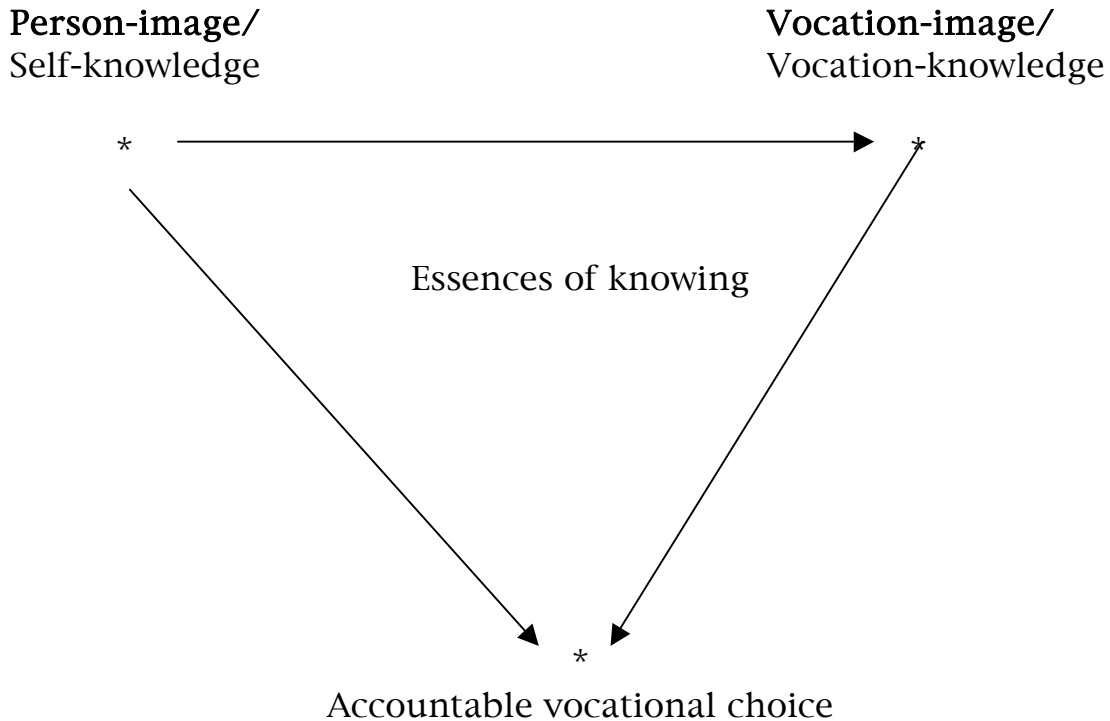 Person-image/
Self-knowledge
Vocation-image/
Vocation-knowledge
*
*
Essences of knowing
*
Accountable vocational choice